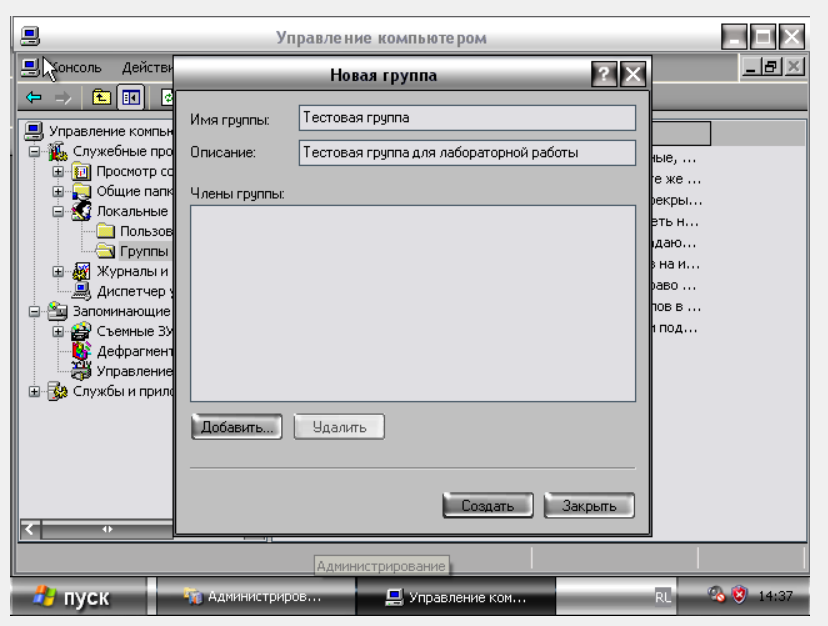 Управление компьютером
Консоль Действи
Новая группа
Имя группы: Тестовая группа
Описание: Тестовая группа для лабораторной работы
Члены группы:
Управление компьн
Служебные про
Просмотр со
Общие папк
Локальные
Пользов
Группы
Журналы и
Диспетчер у
Запоминающие
Съемные ЗУ
Дефрагмент
Управление
Службы и прило
ные, ...
те же ...
рекры...
еть н...
адаю...
в на и...
раво ...
лов в ...
и под...
Добавить... Удалить
Создать Закрыть
Администрирование
пуск Администриров... Управление ком... RL 14:37